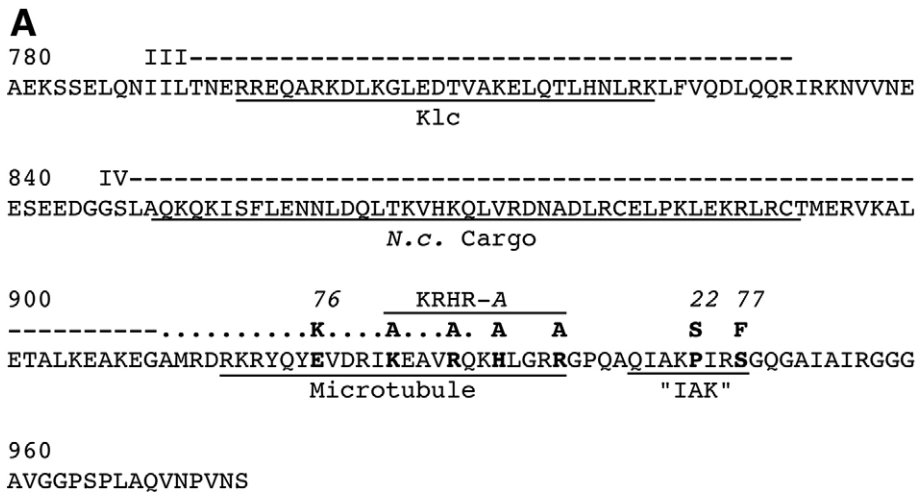 A
780 III----------------------------------------
AEKSSELQNIILTNERREQARKDLKGLEDTVAKELQTLHNLRKLFVQDLQQRIRKNVVNE
Klc
840 IV----------------------------------------------------
ESEEDGGSLAQKQKISFLENNLDQLTKVHKQLVRDNADLRCELPKLEKRLRCTMERVKAL
N.c. Cargo
900 76 KRHR-A 22 77
----------..........K....A...A. A A S F
ETALKEAKEGAMRDRKRYQYEVDRIKEAVRQKHLGRRGPQAQIAKPIRSGQGAIAIRGGG
Microtubule "IAK"
960
AVGGPSPLAQVNPVNS